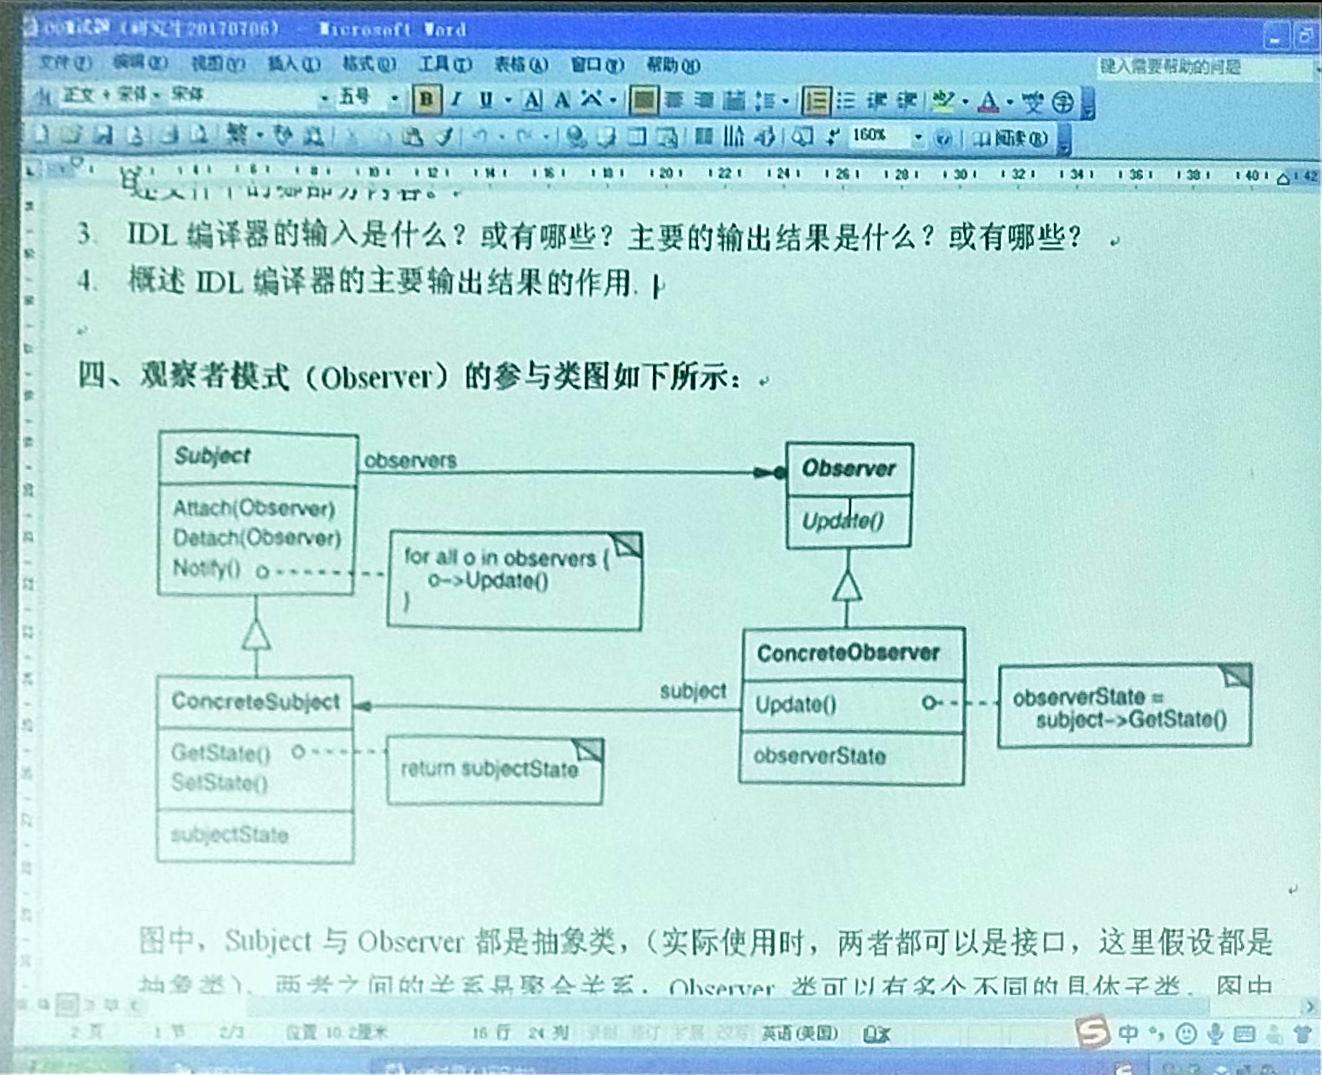 试题（研究生20170706） - Microsoft Word
文件(F) 编辑(E) 视图(V) 插入(I) 格式(O) 工具(T) 表格(A) 窗口(W) 帮助(H) 键入需要帮助的问题
正文 + 宋体 宋体 五号 B I U A A
160% 阅读(R)
3. IDL 编译器的输入是什么？或有哪些？主要的输出结果是什么？或有哪些？
4. 概述 IDL 编译器的主要输出结果的作用.
四、观察者模式（Observer）的参与类图如下所示：
Subject
observers
Observer
Attach(Observer)
Detach(Observer)
Notify()
Update()
for all o in observers {
o->Update()
}
ConcreteSubject
subject
ConcreteObserver
Update()
observerState =
subject->GetState()
GetState()
SetState()
return subjectState
observerState
subjectState
图中，Subject 与 Observer 都是抽象类，（实际使用时，两者都可以是接口，这里假设都是
抽象类）。两者之间的关系是聚合关系。Observer 类可以有多个不同的具体子类。图中
2 页 1 节 2/3 位置 10.2厘米 16 行 24 列 录制 修订 扩展 改写 英语(美国)
中